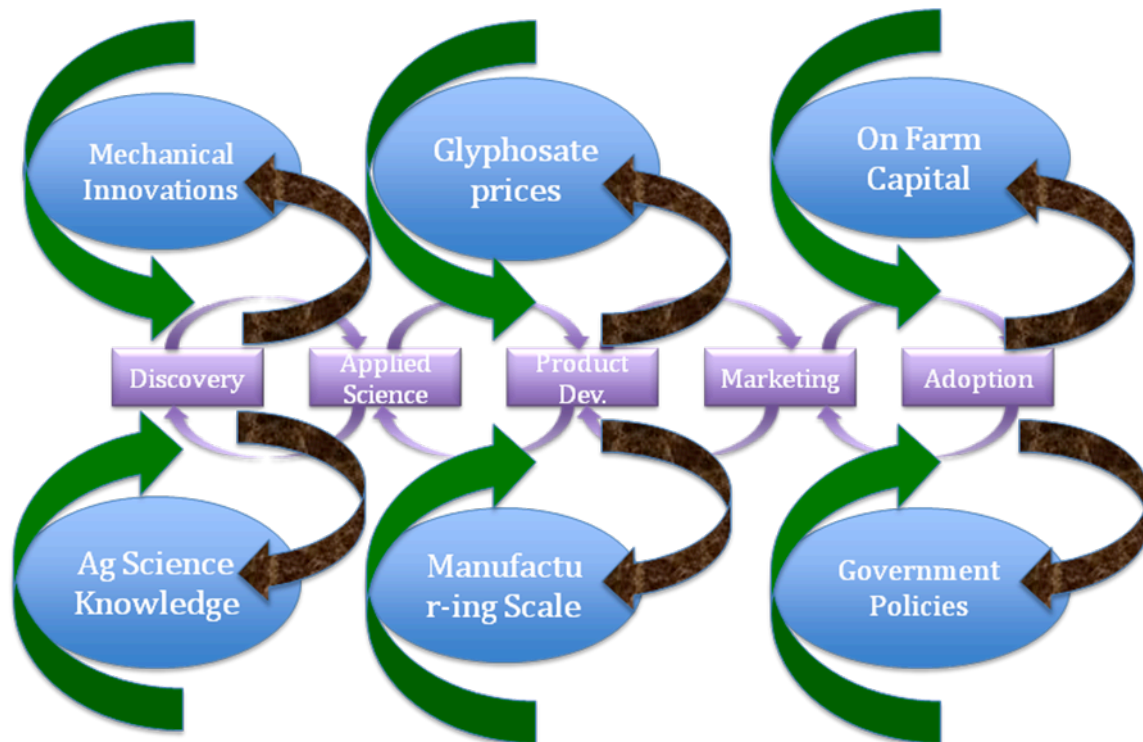 Mechanical
Innovations
Glyphosate
prices
On Farm
Capital
Discovery
Applied
Science
Product
Dev.
Marketing
Adoption
Ag Science
Knowledge
Manufactu
r-ing Scale
Government
Policies